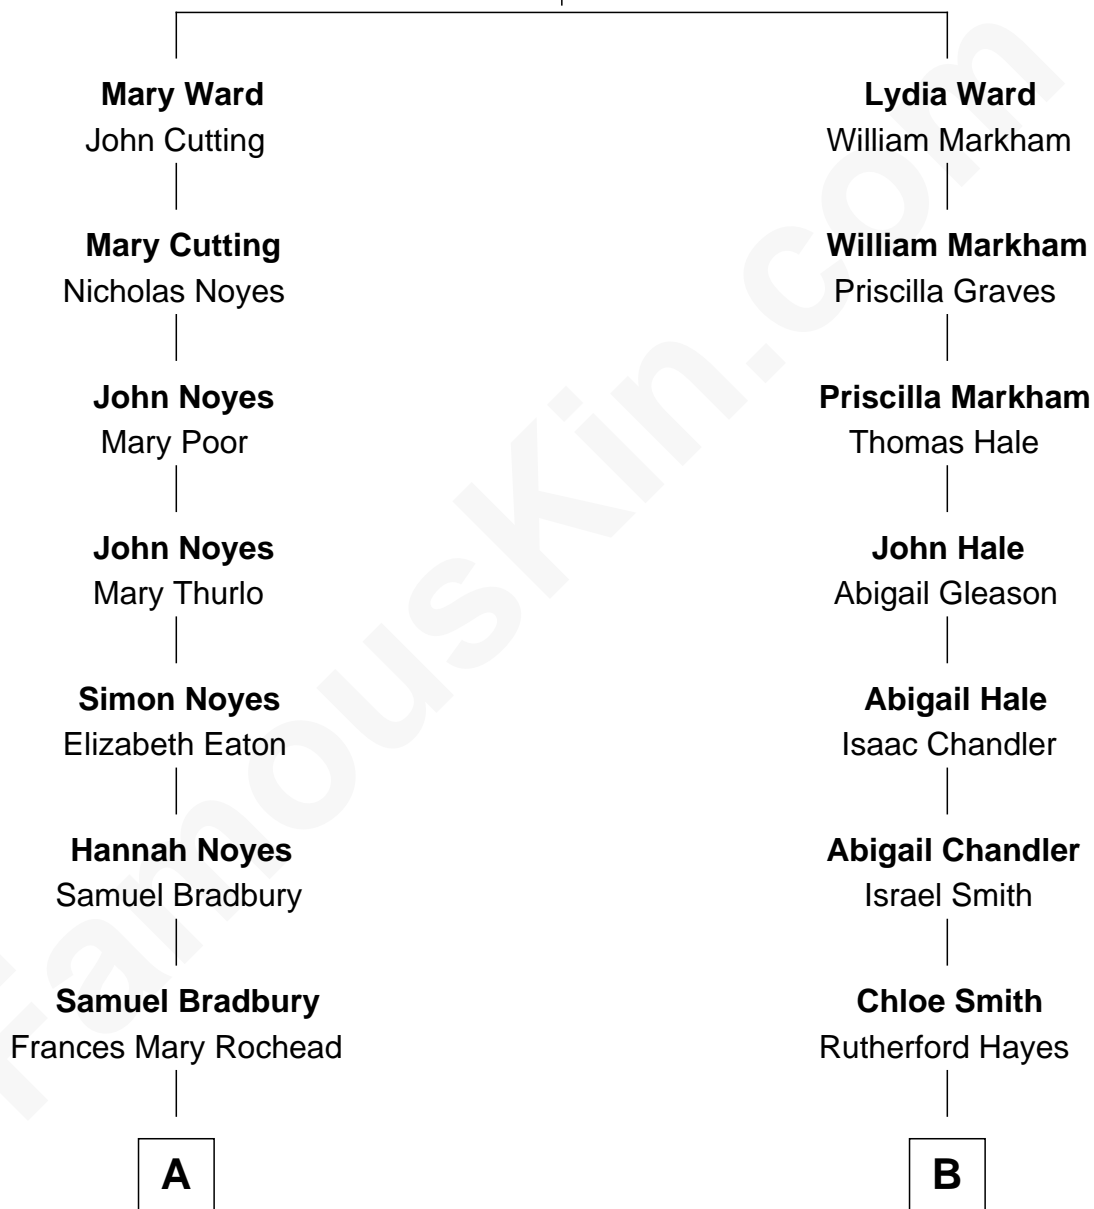 Mary Ward
John Cutting
Mary Cutting
Nicholas Noyes
John Noyes
Mary Poor
John Noyes
Mary Thurlo
Simon Noyes
Elizabeth Eaton
Hannah Noyes
Samuel Bradbury
Samuel Bradbury
Frances Mary Rochead
A
Lydia Ward
William Markham
William Markham
Priscilla Graves
Priscilla Markham
Thomas Hale
John Hale
Abigail Gleason
Abigail Hale
Isaac Chandler
Abigail Chandler
Israel Smith
Chloe Smith
Rutherford Hayes
B
FamousKin.com